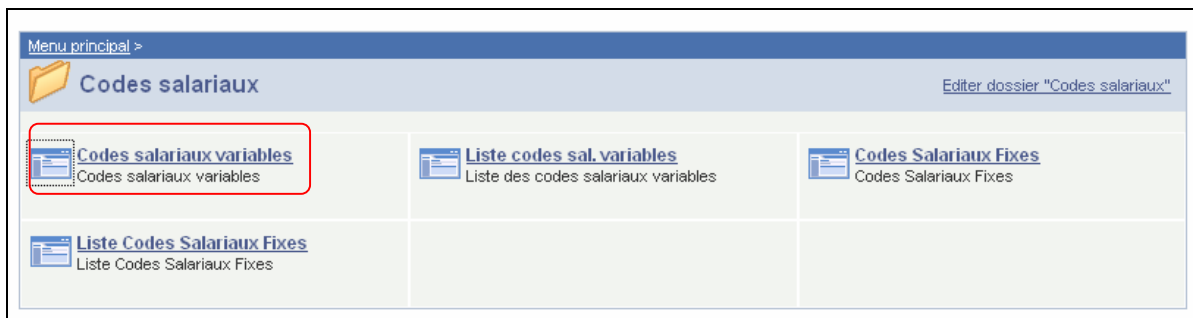 Menu principal >
Codes salariaux
Editer dossier "Codes salariaux"
Codes salariaux variables
Codes salariaux variables
Liste codes sal. variables
Liste des codes salariaux variables
Codes Salariaux Fixes
Codes Salariaux Fixes
Liste Codes Salariaux Fixes
Liste Codes Salariaux Fixes